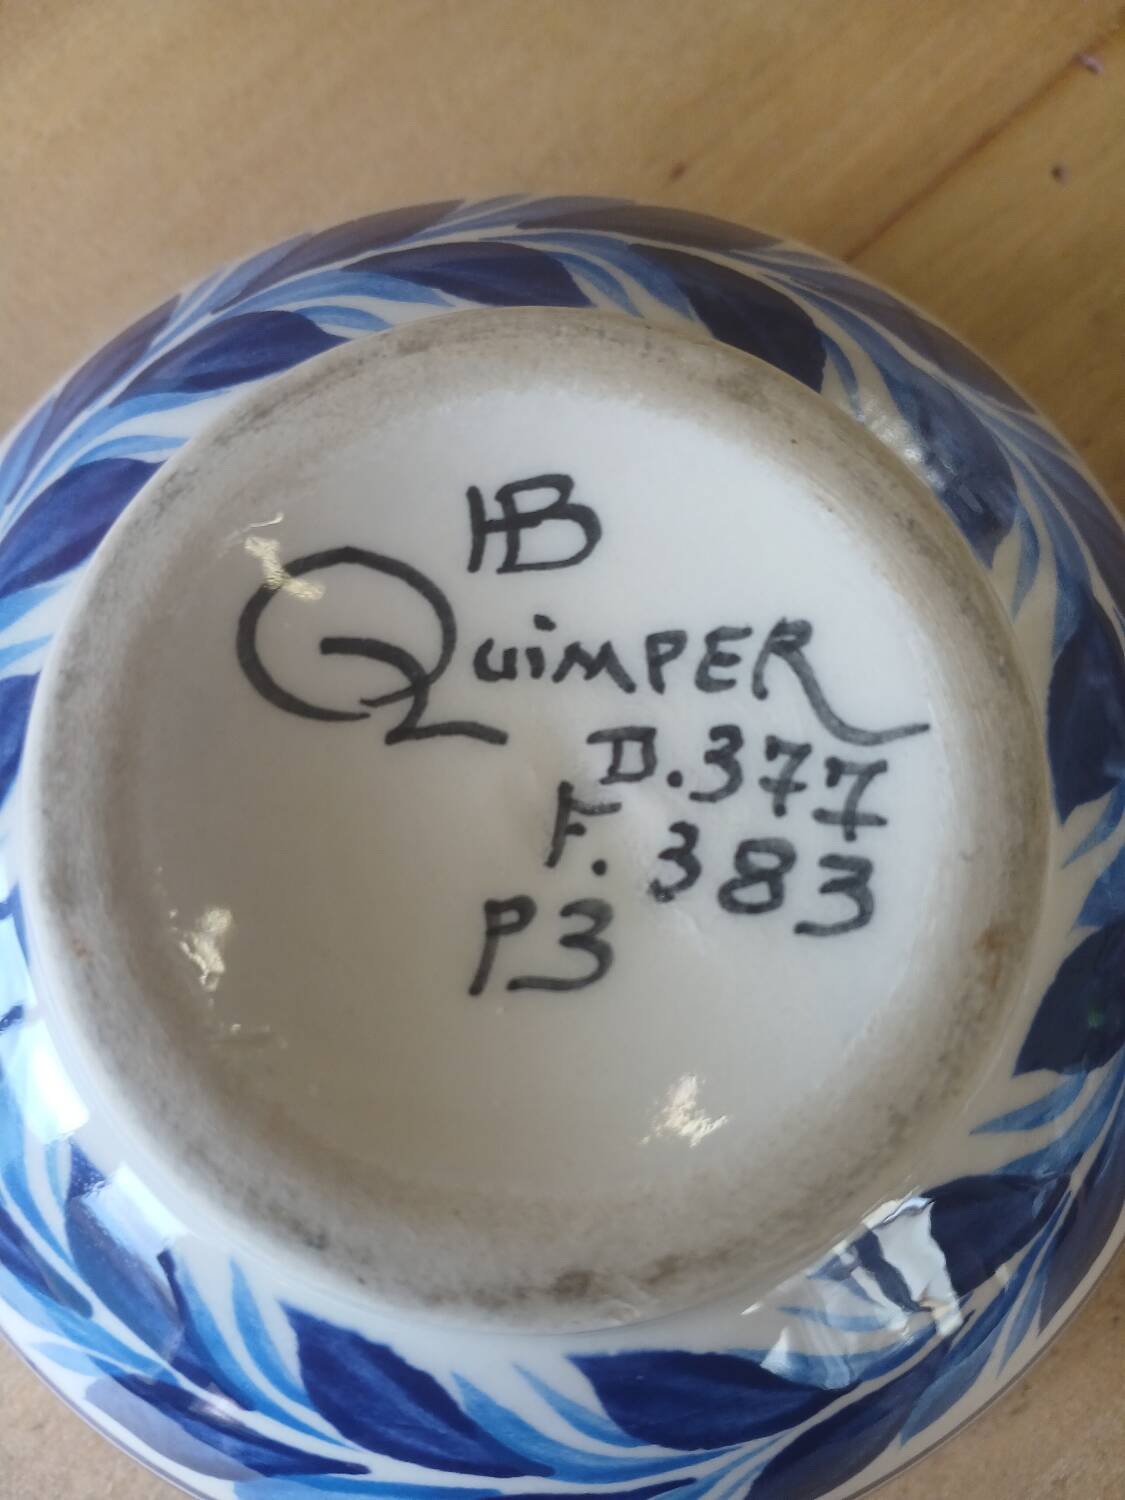 HB
QUiMPER
D.377
F. 383
P3